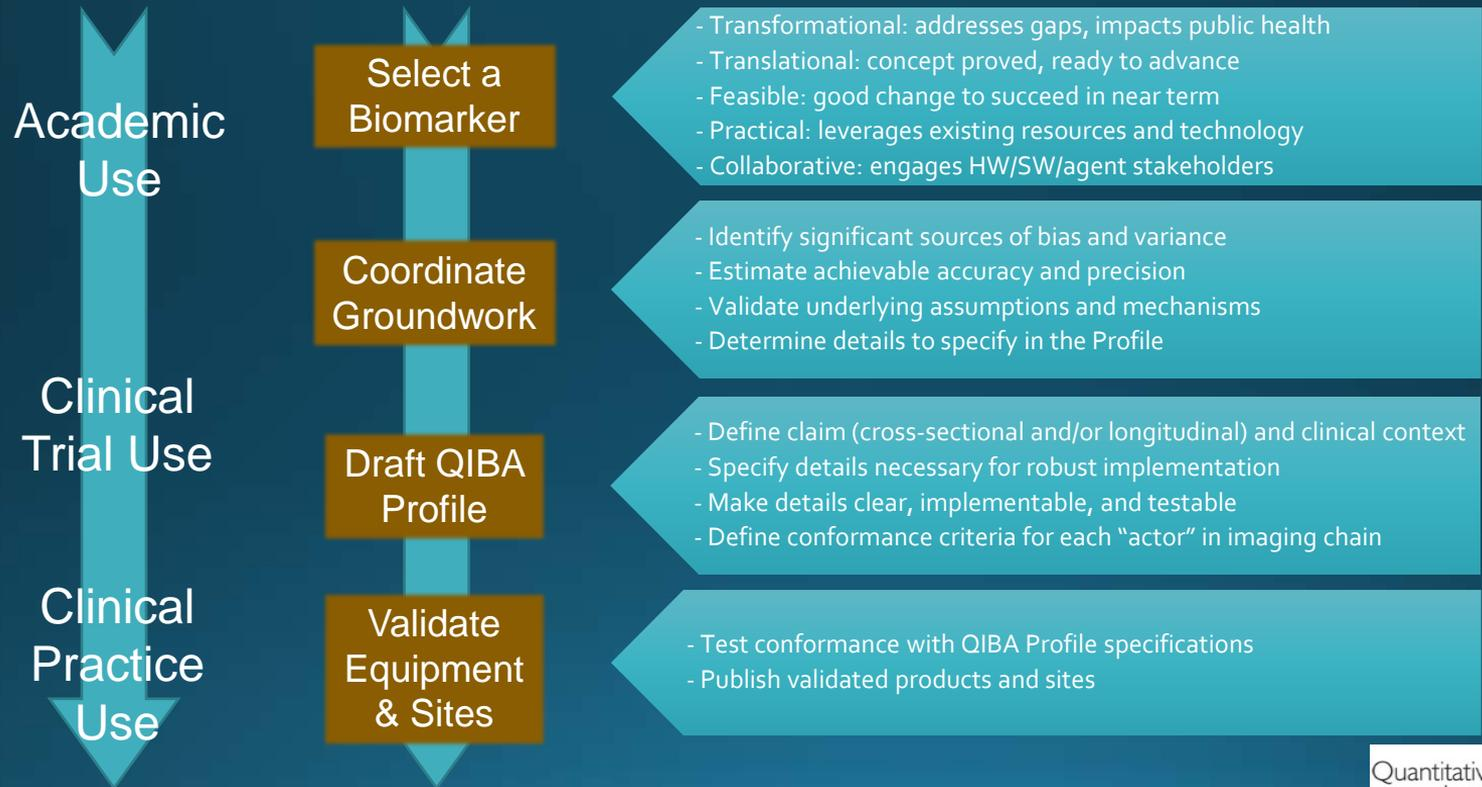 Academic
Use
Clinical
Trial Use
Clinical
Practice
Use
Select a
Biomarker
- Transformational: addresses gaps, impacts public health
- Translational: concept proved, ready to advance
- Feasible: good change to succeed in near term
- Practical: leverages existing resources and technology
- Collaborative: engages HW/SW/agent stakeholders
Coordinate
Groundwork
- Identify significant sources of bias and variance
- Estimate achievable accuracy and precision
- Validate underlying assumptions and mechanisms
- Determine details to specify in the Profile
Draft QIBA
Profile
- Define claim (cross-sectional and/or longitudinal) and clinical context
- Specify details necessary for robust implementation
- Make details clear, implementable, and testable
- Define conformance criteria for each “actor” in imaging chain
Validate
Equipment
& Sites
- Test conformance with QIBA Profile specifications
- Publish validated products and sites